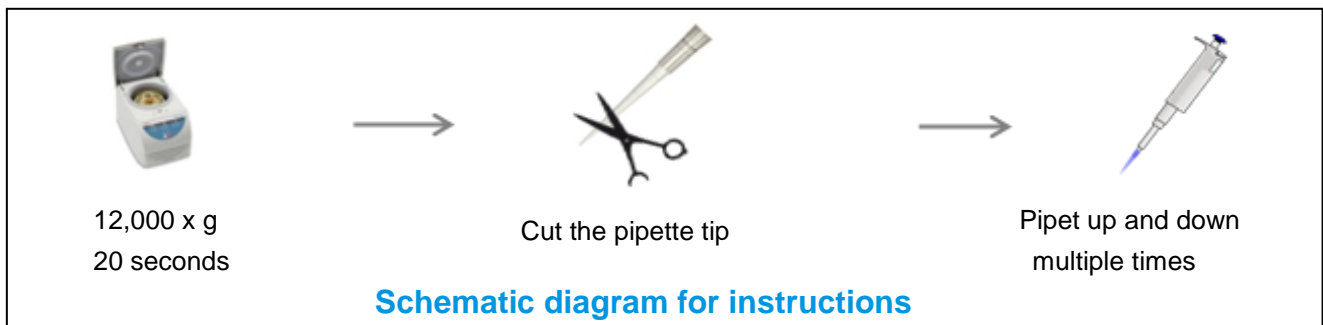 12,000 x g
20 seconds
Cut the pipette tip
Pipet up and down
multiple times
Schematic diagram for instructions